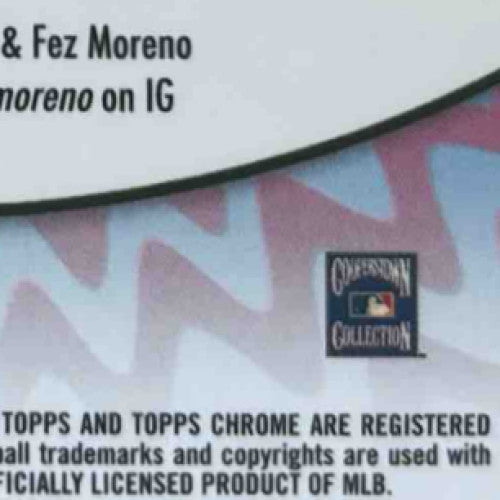 & Fez Moreno
moreno on IG
COOPERSTOWN
COLLECTION
TOPPS AND TOPPS CHROME ARE REGISTERED
ball trademarks and copyrights are used with
FICIALLY LICENSED PRODUCT OF MLB.